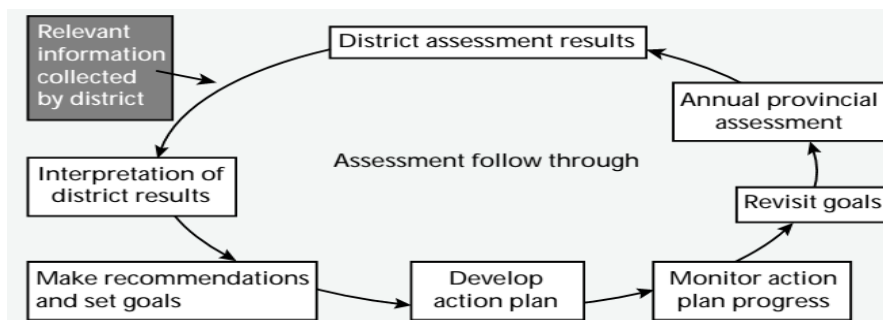 Relevant
information
collected
by district
District assessment results
Annual provincial
assessment
Assessment follow through
Interpretation of
district results
Revisit goals
Make recommendations
and set goals
Develop
action plan
Monitor action
plan progress